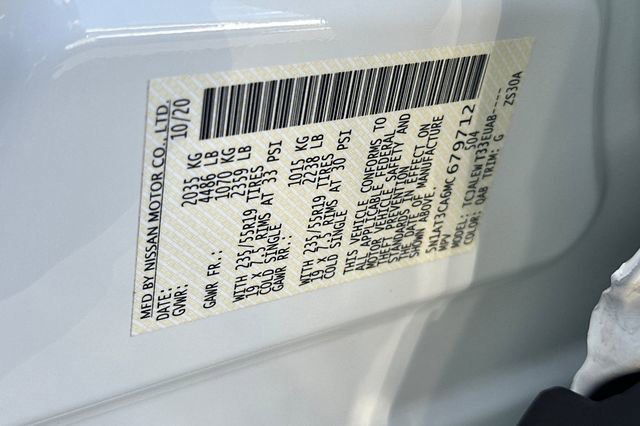 MFD BY NISSAN MOTOR CO., LTD.
DATE: 10/20
GVWR: 2035 KG
4486 LB
GAWR FR.: 1070 KG
2359 LB
WITH 235/55R19 TIRES
19 X 7.5 RIMS AT 33 PSI
COLD SINGLE
GAWR RR.: 1015 KG
2238 LB
WITH 235/55R19 TIRES
19 X 7.5 RIMS AT 30 PSI
COLD SINGLE
THIS VEHICLE CONFORMS TO
ALL APPLICABLE FEDERAL
MOTOR VEHICLE SAFETY AND
THEFT PREVENTION
STANDARDS IN EFFECT ON
THE DATE OF MANUFACTURE
SHOWN ABOVE.
5N1AT3CA6MC 679712
MPV 504
MODEL: TCJALEWT33EUAB----
COLOR: QAB TRIM: G ZS30A